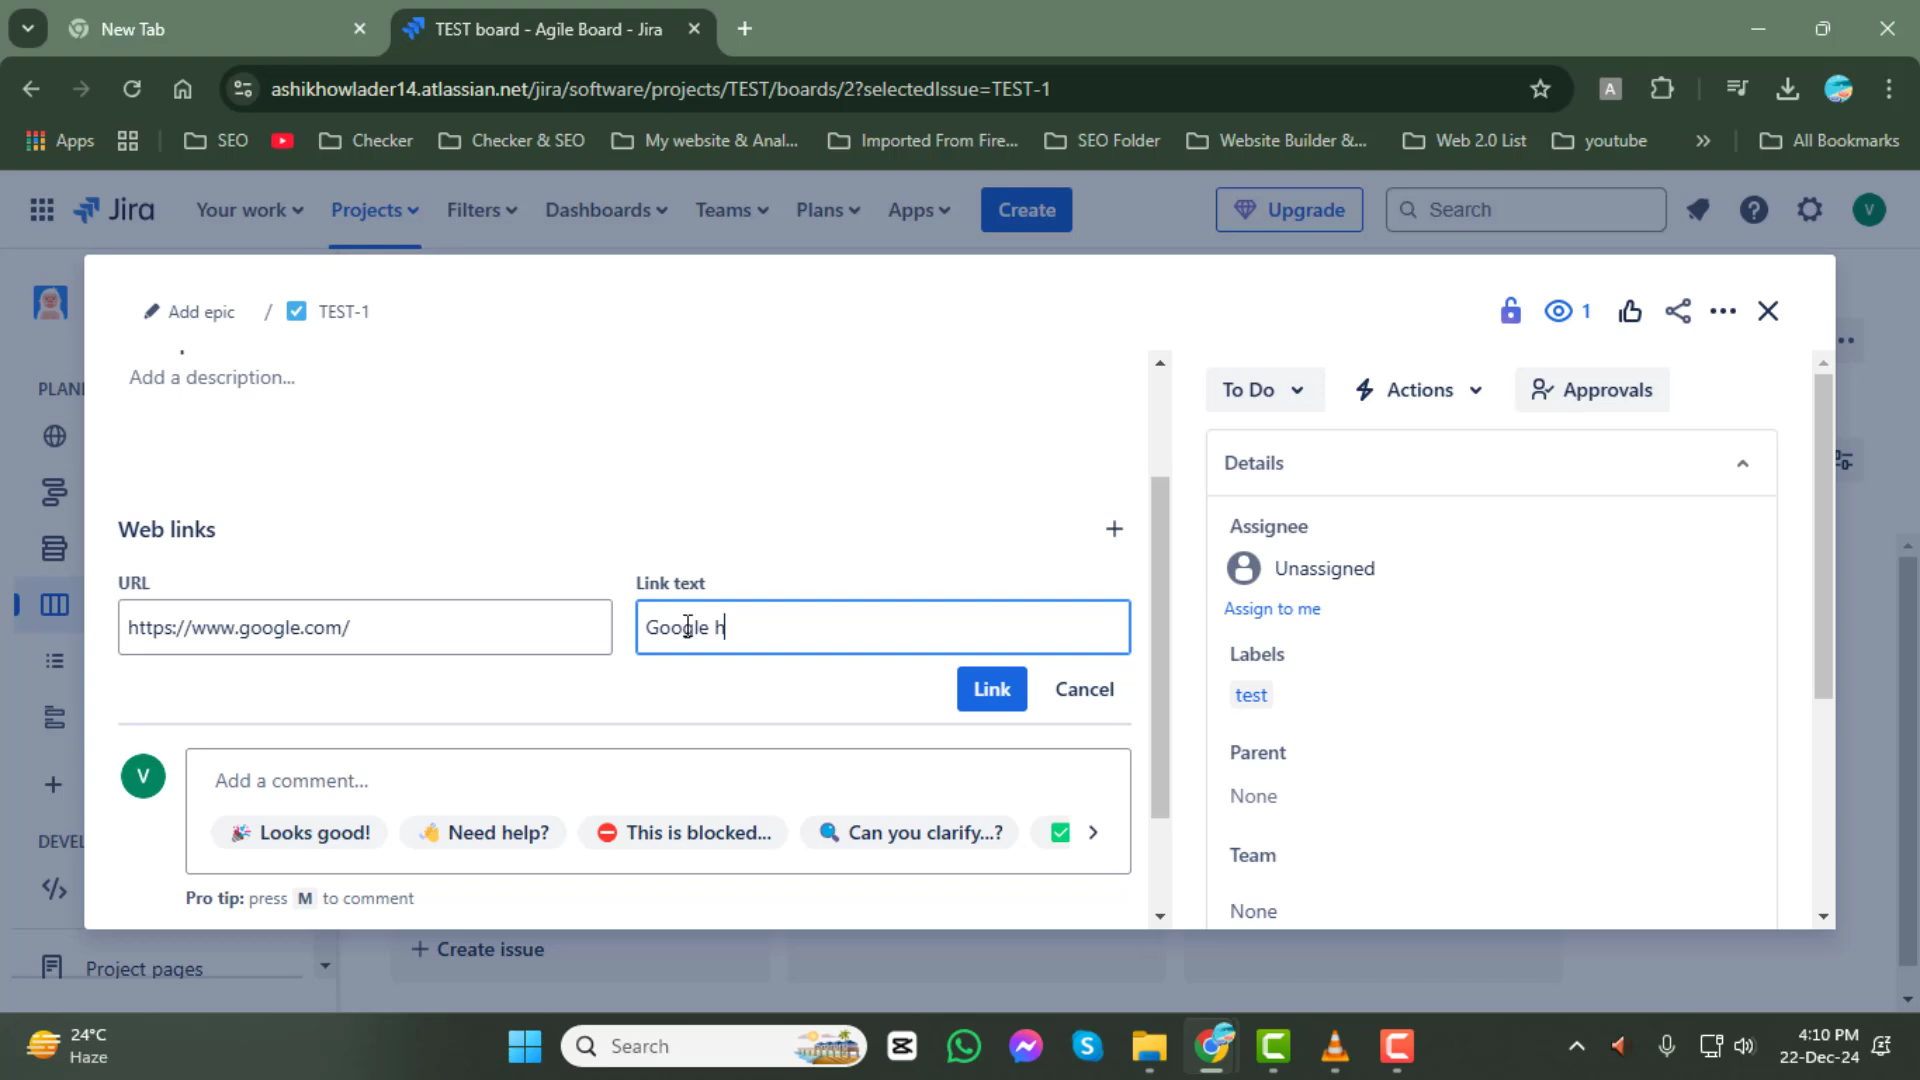 New Tab
TEST board - Agile Board - Jira
ashikhowlader14.atlassian.net/jira/software/projects/TEST/boards/2?selectedIssue=TEST-1
A
Apps
SEO
Checker
Checker & SEO
My website & Anal...
Imported From Fire...
SEO Folder
Website Builder &...
Web 2.0 List
youtube
»
All Bookmarks
Jira
Your work
Projects
Filters
Dashboards
Teams
Plans
Apps
Create
Upgrade
Search
V
Add epic / TEST-1
1
PLANI
Add a description...
To Do
Actions
Approvals
Details
Web links
Assignee
Unassigned
Assign to me
URL
Link text
https://www.google.com/
Google h
Link
Cancel
Labels
test
Parent
None
V
Add a comment...
Looks good!
Need help?
This is blocked...
Can you clarify...?
Pro tip: press M to comment
Team
None
DEVEL
Create issue
Project pages
24°C
Haze
Search
4:10 PM
22-Dec-24